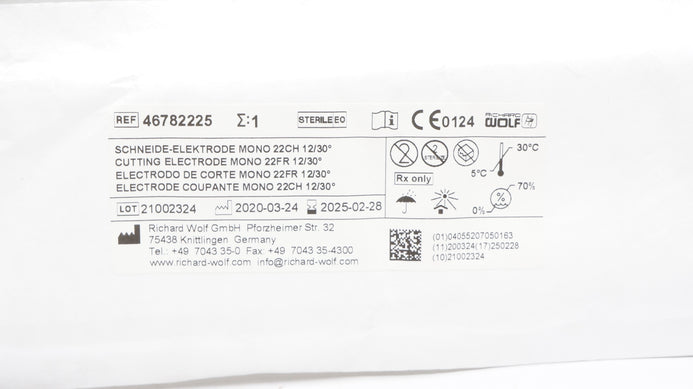 REF 46782225 Σ:1 STERILE EO CE 0124 RICHARD WOLF
SCHNEIDE-ELEKTRODE MONO 22CH 12/30°
CUTTING ELECTRODE MONO 22FR 12/30°
ELECTRODO DE CORTE MONO 22FR 12/30°
ELECTRODE COUPANTE MONO 22CH 12/30°
2 2 STERILIZE 5°C 30°C
Rx only
0% 70%
LOT 21002324 2020-03-24 2025-02-28
Richard Wolf GmbH Pforzheimer Str. 32
75438 Knittlingen Germany
Tel.: +49 7043 35-0 Fax: +49 7043 35-4300
www.richard-wolf.com info@richard-wolf.com
(01)04055207050163
(11)200324(17)250228
(10)21002324